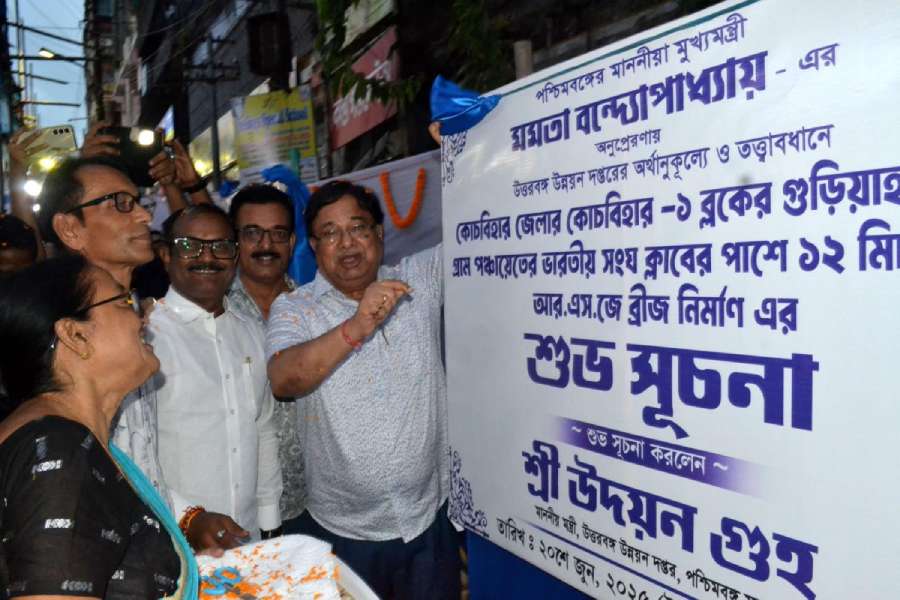 পশ্চিমবঙ্গের মাননীয়া মুখ্যমন্ত্রী
মমতা বন্দ্যোপাধ্যায় - এর
অনুপ্রেরণায়
উত্তরবঙ্গ উন্নয়ন দপ্তরের অর্থানুকূল্যে ও তত্ত্বাবধানে
কোচবিহার জেলার কোচবিহার -১ ব্লকের গুড়িয়াহ
গ্রাম পঞ্চায়েতের ভারতীয় সংঘ ক্লাবের পাশে ১২ মি
আর.এস.জে ব্রীজ নির্মাণ এর
শুভ সূচনা
~ শুভ সূচনা করলেন ~
শ্রী উদয়ন গুহ
মাননীয় মন্ত্রী, উত্তরবঙ্গ উন্নয়ন দপ্তর, পশ্চিমবঙ্গ
তারিখ ঃ ২০শে জুন, ২০২৫